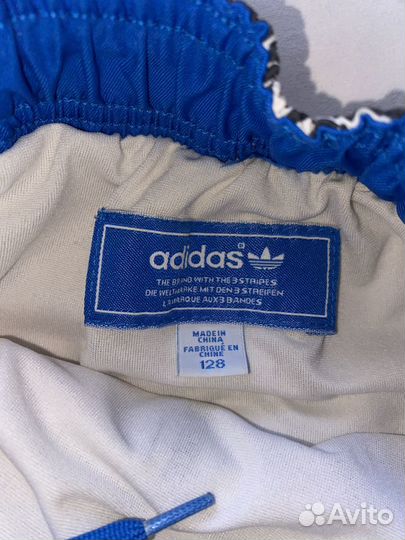 adidas®
THE BRAND WITH THE 3 STRIPES
DIE WELTMARKE MIT DEN 3 STREIFEN
LA MARQUE AUX 3 BANDES
MADE IN
CHINA
FABRIQUÉ EN
CHINE
128
Avito